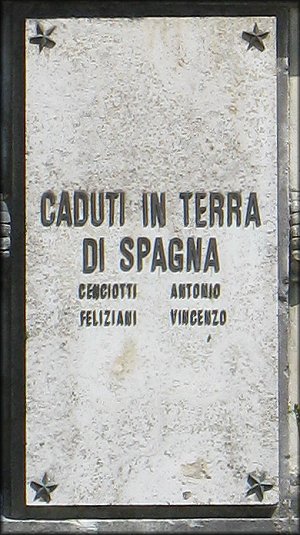 CADUTI IN TERRA
DI SPAGNA
CENCIOTTI ANTONIO
FELIZIANI VINCENZO